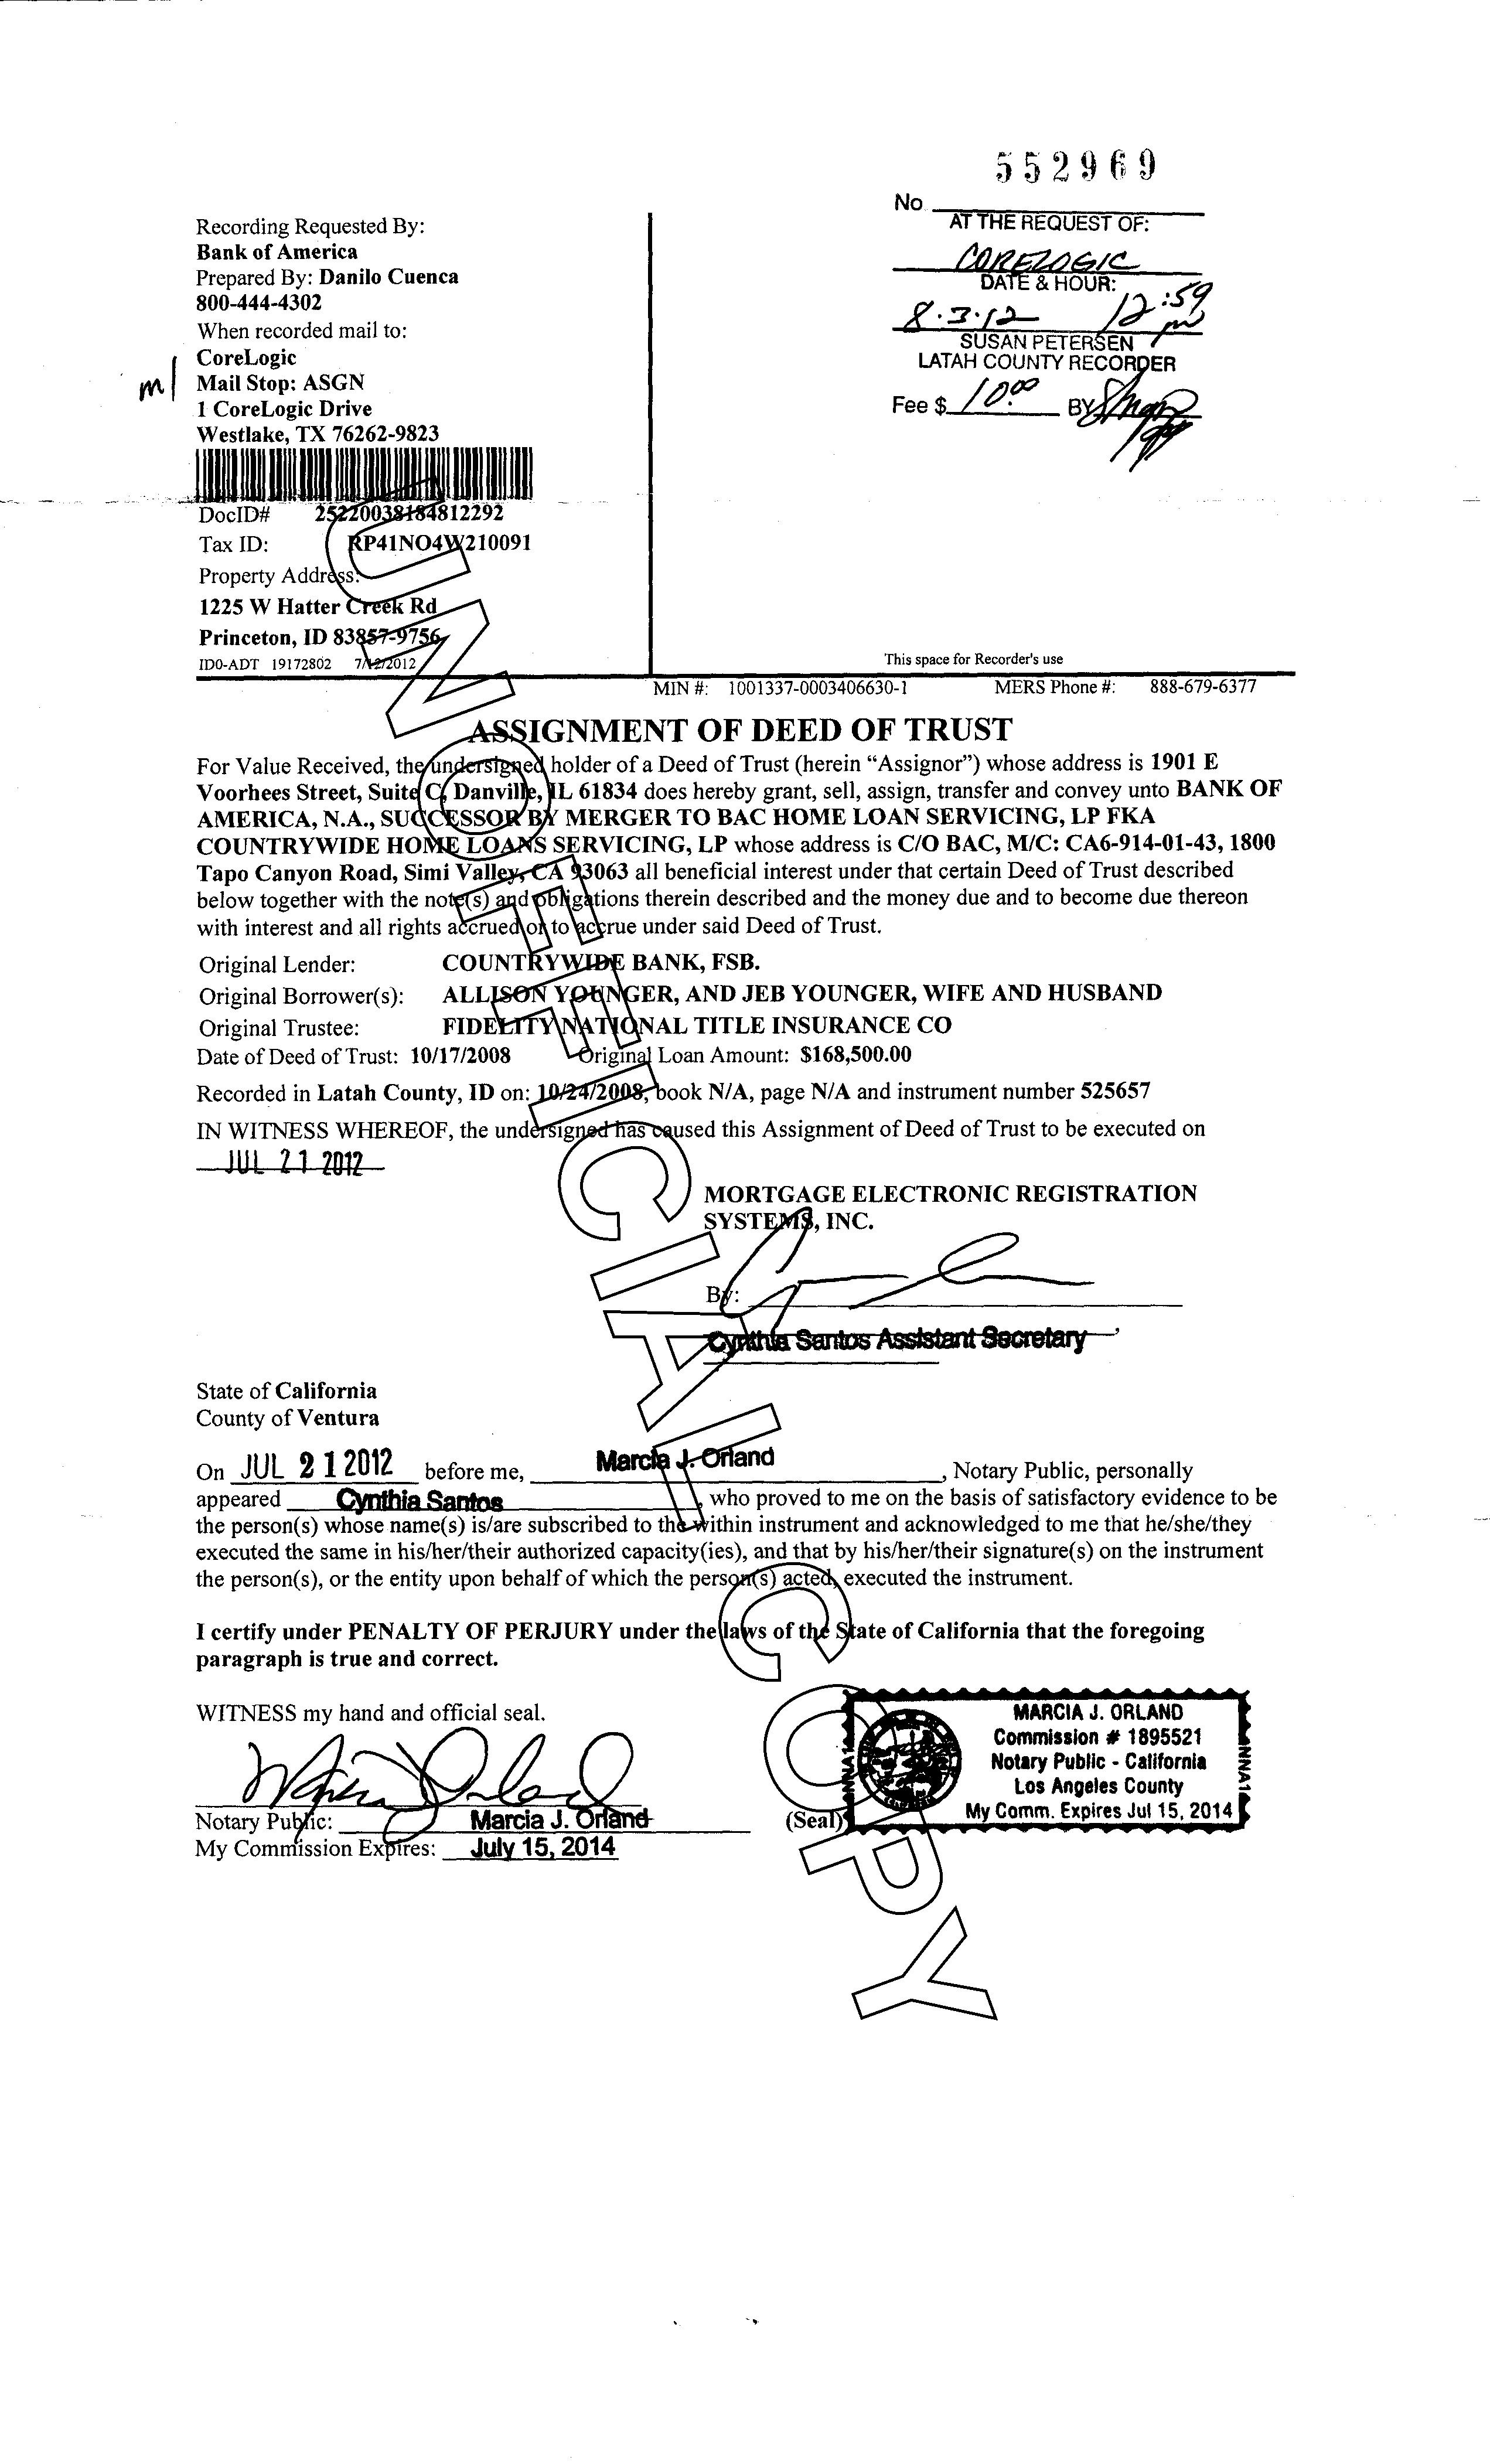 552969
No
AT THE REQUEST OF:
CORELOGIC
DATE & HOUR:
8.3.12 12:59 pm
SUSAN PETERSEN
LATAH COUNTY RECORDER
Fee $ 10.00 BY
Recording Requested By:
Bank of America
Prepared By: Danilo Cuenca
800-444-4302
When recorded mail to:
CoreLogic
m/ Mail Stop: ASGN
1 CoreLogic Drive
Westlake, TX 76262-9823
DocID# 25220038184812292
Tax ID: RP41NO4W210091
Property Address:
1225 W Hatter Creek Rd
Princeton, ID 83857-9756
ID0-ADT 19172802 7/12/2012
This space for Recorder's use
MIN #: 1001337-0003406630-1 MERS Phone #: 888-679-6377
ASSIGNMENT OF DEED OF TRUST
For Value Received, the undersigned holder of a Deed of Trust (herein “Assignor”) whose address is 1901 E
Voorhees Street, Suite C, Danville, IL 61834 does hereby grant, sell, assign, transfer and convey unto BANK OF
AMERICA, N.A., SUCCESSOR BY MERGER TO BAC HOME LOAN SERVICING, LP FKA
COUNTRYWIDE HOME LOANS SERVICING, LP whose address is C/O BAC, M/C: CA6-914-01-43, 1800
Tapo Canyon Road, Simi Valley, CA 93063 all beneficial interest under that certain Deed of Trust described
below together with the note(s) and obligations therein described and the money due and to become due thereon
with interest and all rights accrued or to accrue under said Deed of Trust.
Original Lender: COUNTRYWIDE BANK, FSB.
Original Borrower(s): ALLISON YOUNGER, AND JEB YOUNGER, WIFE AND HUSBAND
Original Trustee: FIDELITY NATIONAL TITLE INSURANCE CO
Date of Deed of Trust: 10/17/2008 Original Loan Amount: $168,500.00
Recorded in Latah County, ID on: 10/24/2008, book N/A, page N/A and instrument number 525657
IN WITNESS WHEREOF, the undersigned has caused this Assignment of Deed of Trust to be executed on
JUL 21 2012
MORTGAGE ELECTRONIC REGISTRATION
SYSTEMS, INC.
By:
Cynthia Santos Assistant Secretary
State of California
County of Ventura
On JUL 21 2012 before me, Marcia J. Orland, Notary Public, personally
appeared Cynthia Santos, who proved to me on the basis of satisfactory evidence to be
the person(s) whose name(s) is/are subscribed to the within instrument and acknowledged to me that he/she/they
executed the same in his/her/their authorized capacity(ies), and that by his/her/their signature(s) on the instrument
the person(s), or the entity upon behalf of which the person(s) acted, executed the instrument.
I certify under PENALTY OF PERJURY under the laws of the State of California that the foregoing
paragraph is true and correct.
WITNESS my hand and official seal.
Notary Public: Marcia J. Orland
My Commission Expires: July 15, 2014
(Seal)
MARCIA J. ORLAND
Commission # 1895521
Notary Public - California
Los Angeles County
My Comm. Expires Jul 15, 2014
UNOFFICIAL COPY